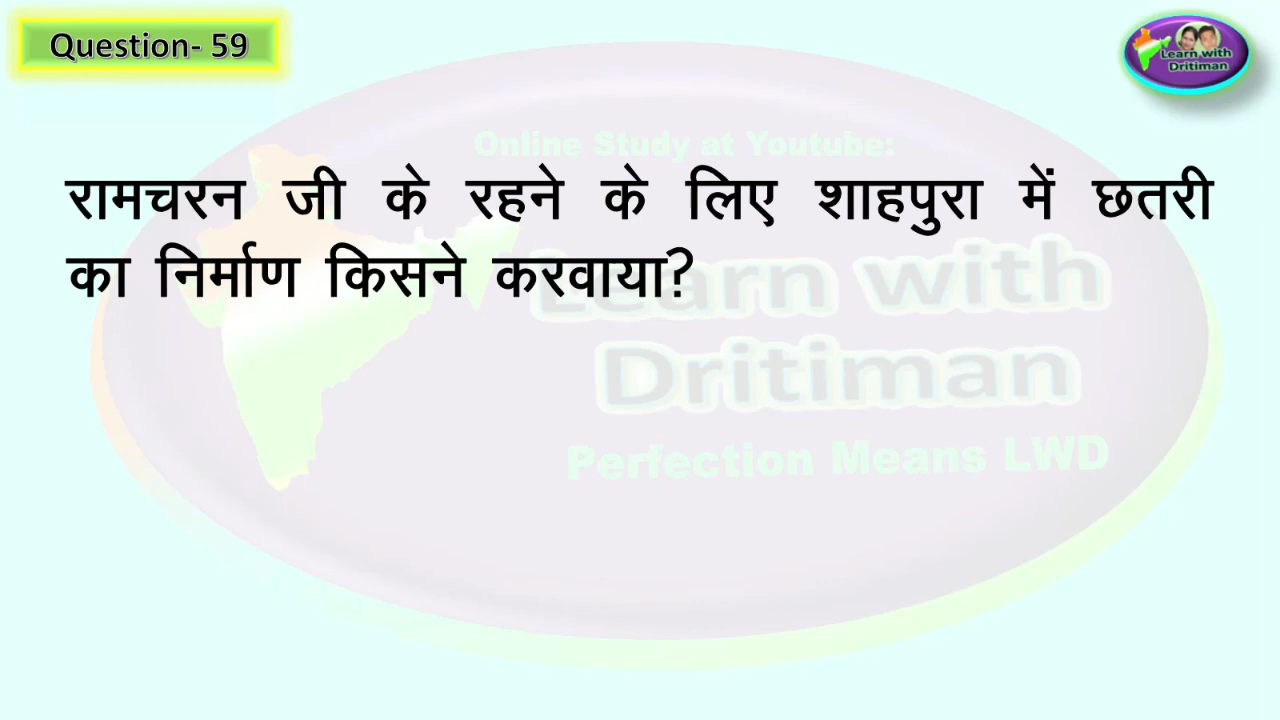 Question- 59
Learn with
Dritiman
Online Study at Youtube:
रामचरन जी के रहने के लिए शाहपुरा में छतरी
का निर्माण किसने करवाया?
Learn with
Dritiman
Perfection Means LWD